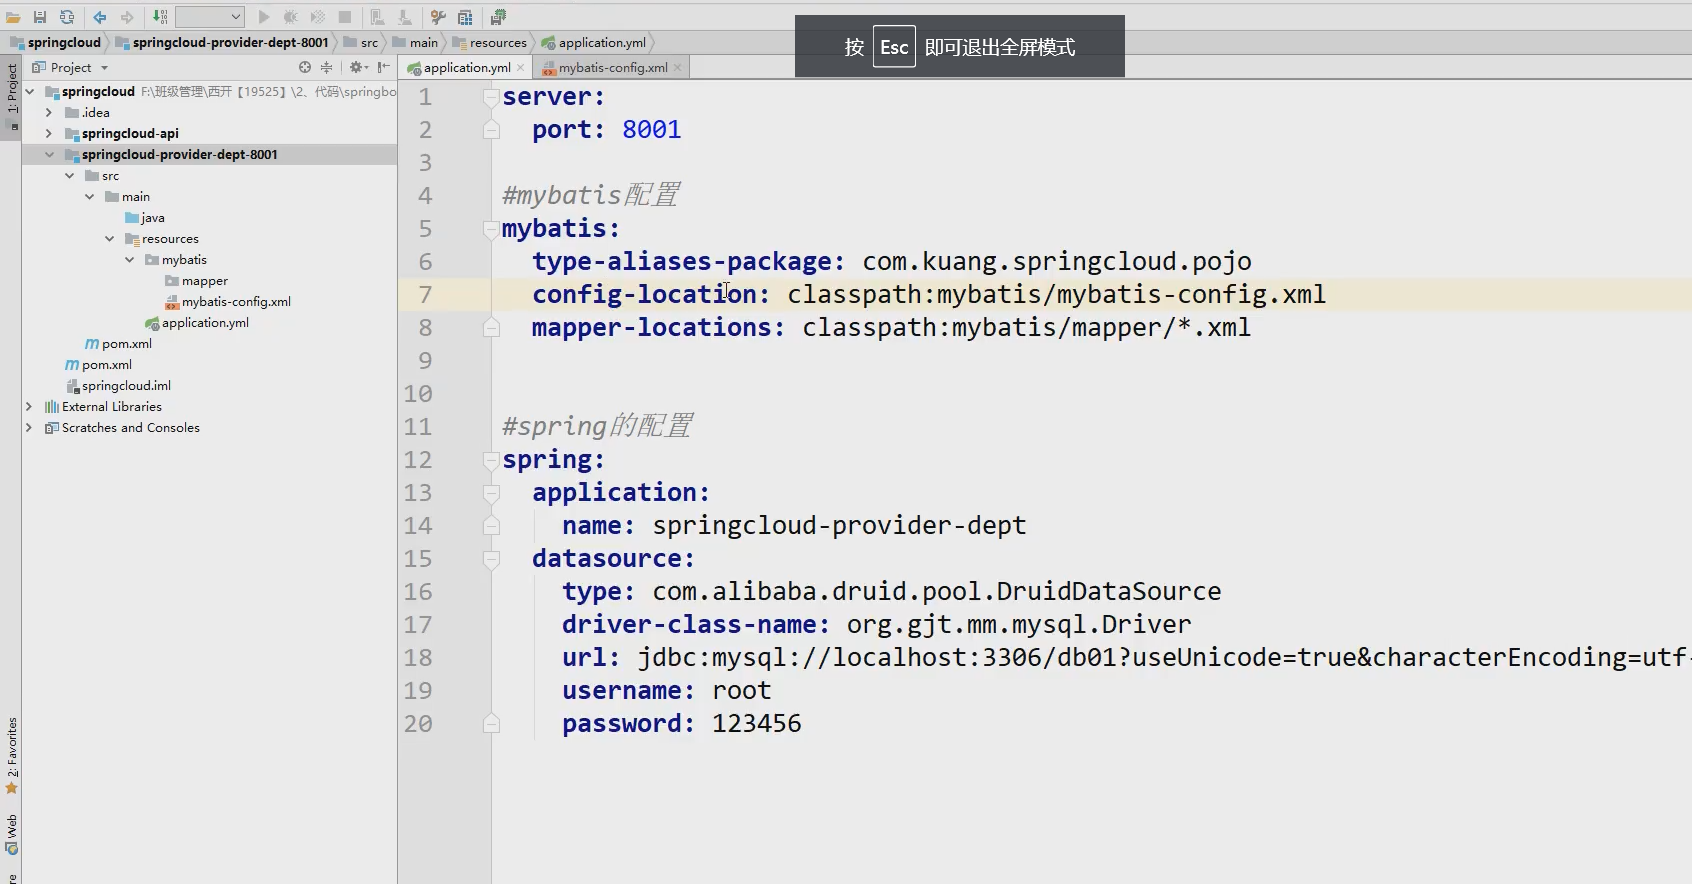 按 Esc 即可退出全屏模式
springcloud springcloud-provider-dept-8001 src main resources application.yml
Project
application.yml
mybatis-config.xml
1: Project
springcloud F:\班级管理\西开【19525】\2、代码\springbo
.idea
springcloud-api
springcloud-provider-dept-8001
src
main
java
resources
mybatis
mapper
mybatis-config.xml
application.yml
pom.xml
pom.xml
springcloud.iml
External Libraries
Scratches and Consoles
2: Favorites
Web
re
1 server:
2 port: 8001
3
4 #mybatis配置
5 mybatis:
6 type-aliases-package: com.kuang.springcloud.pojo
7 config-location: classpath:mybatis/mybatis-config.xml
8 mapper-locations: classpath:mybatis/mapper/*.xml
9
10
11 #spring的配置
12 spring:
13 application:
14 name: springcloud-provider-dept
15 datasource:
16 type: com.alibaba.druid.pool.DruidDataSource
17 driver-class-name: org.gjt.mm.mysql.Driver
18 url: jdbc:mysql://localhost:3306/db01?useUnicode=true&characterEncoding=utf-
19 username: root
20 password: 123456